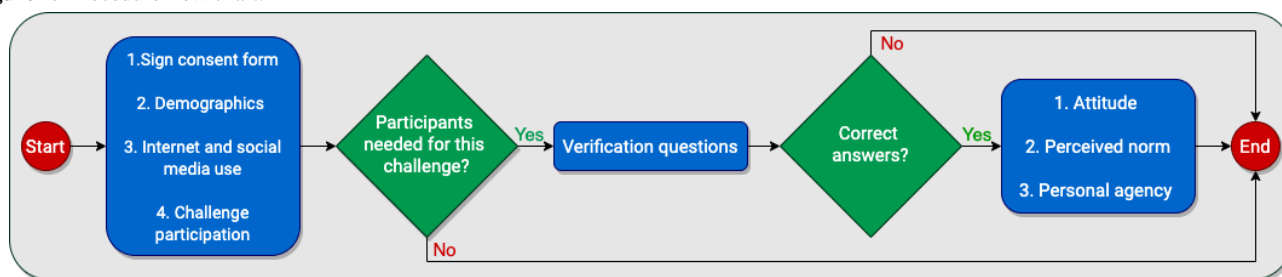 Start
1.Sign consent form
2. Demographics
3. Internet and social
media use
4. Challenge
participation
Participants
needed for this
challenge?
Yes
No
Verification questions
Correct
answers?
No
Yes
1. Attitude
2. Perceived norm
3. Personal agency
End